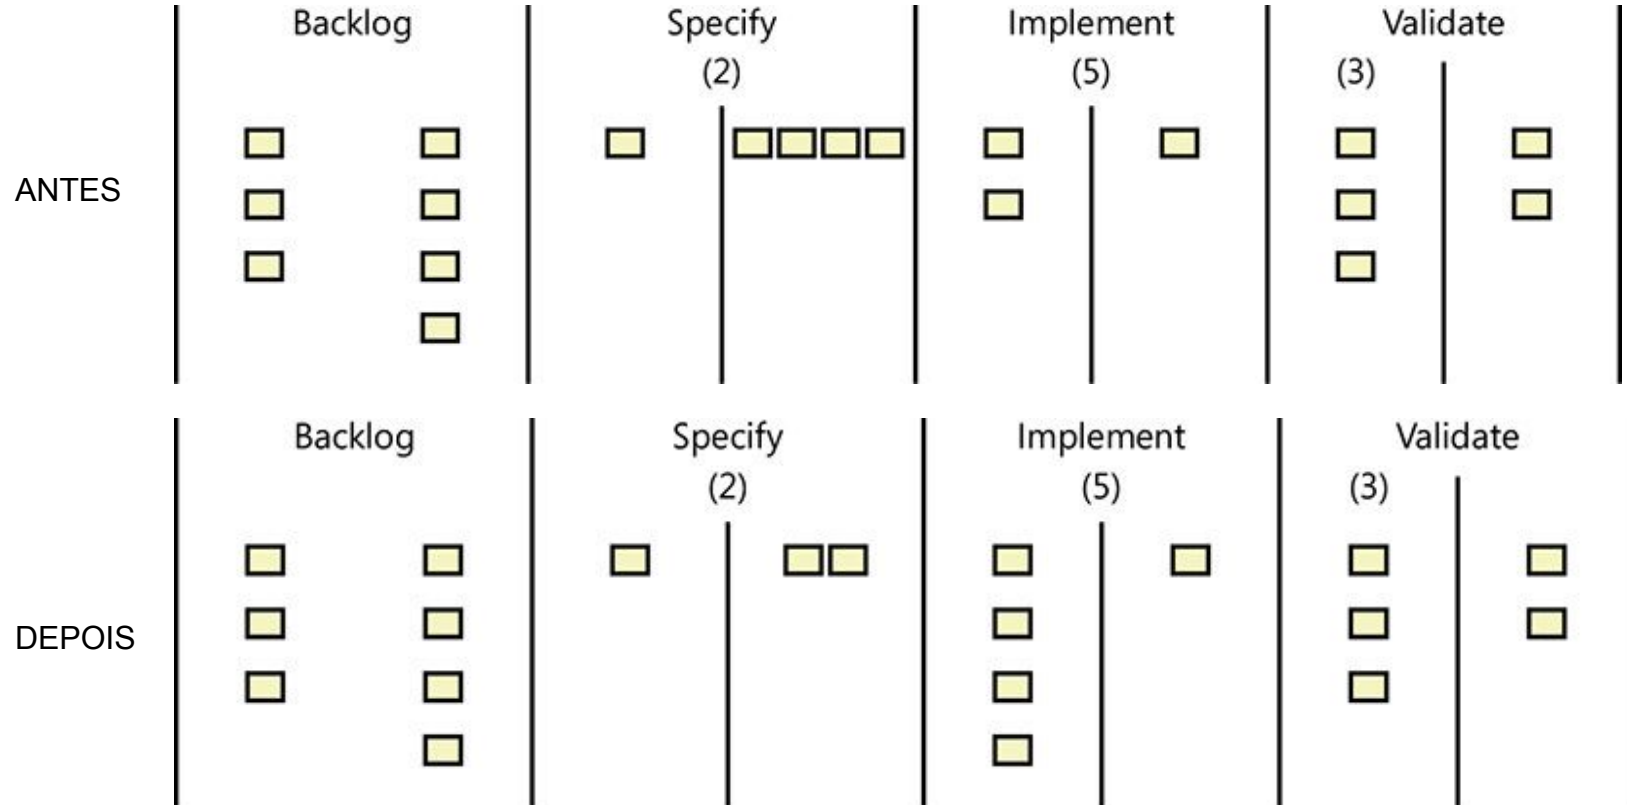 Backlog Specify Implement Validate
(2) (5) (3)
ANTES
Backlog Specify Implement Validate
(2) (5) (3)
DEPOIS